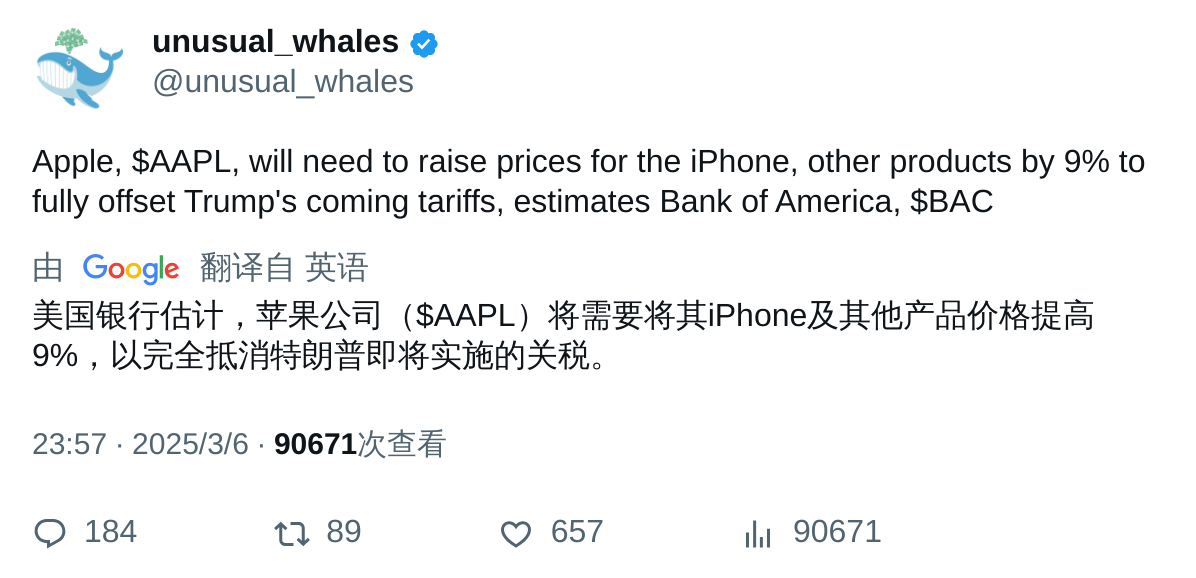 unusual_whales
@unusual_whales
Apple, $AAPL, will need to raise prices for the iPhone, other products by 9% to
fully offset Trump's coming tariffs, estimates Bank of America, $BAC
由 Google 翻译自 英语
美国银行估计，苹果公司（$AAPL）将需要将其iPhone及其他产品价格提高
9%，以完全抵消特朗普即将实施的关税。
23:57 · 2025/3/6 · 90671次查看
184 89 657 90671